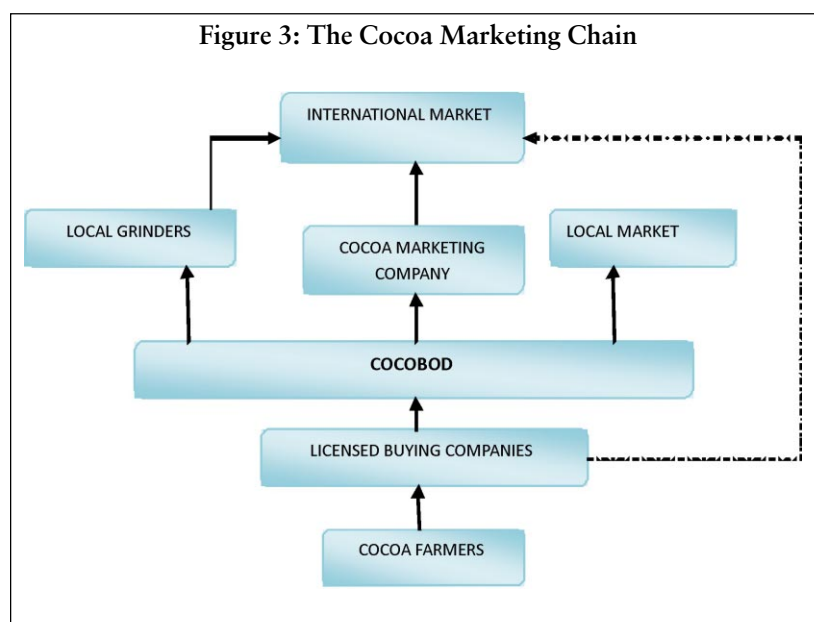 Figure 3: The Cocoa Marketing Chain
INTERNATIONAL MARKET
LOCAL GRINDERS
COCOA MARKETING
COMPANY
LOCAL MARKET
COCOBOD
LICENSED BUYING COMPANIES
COCOA FARMERS